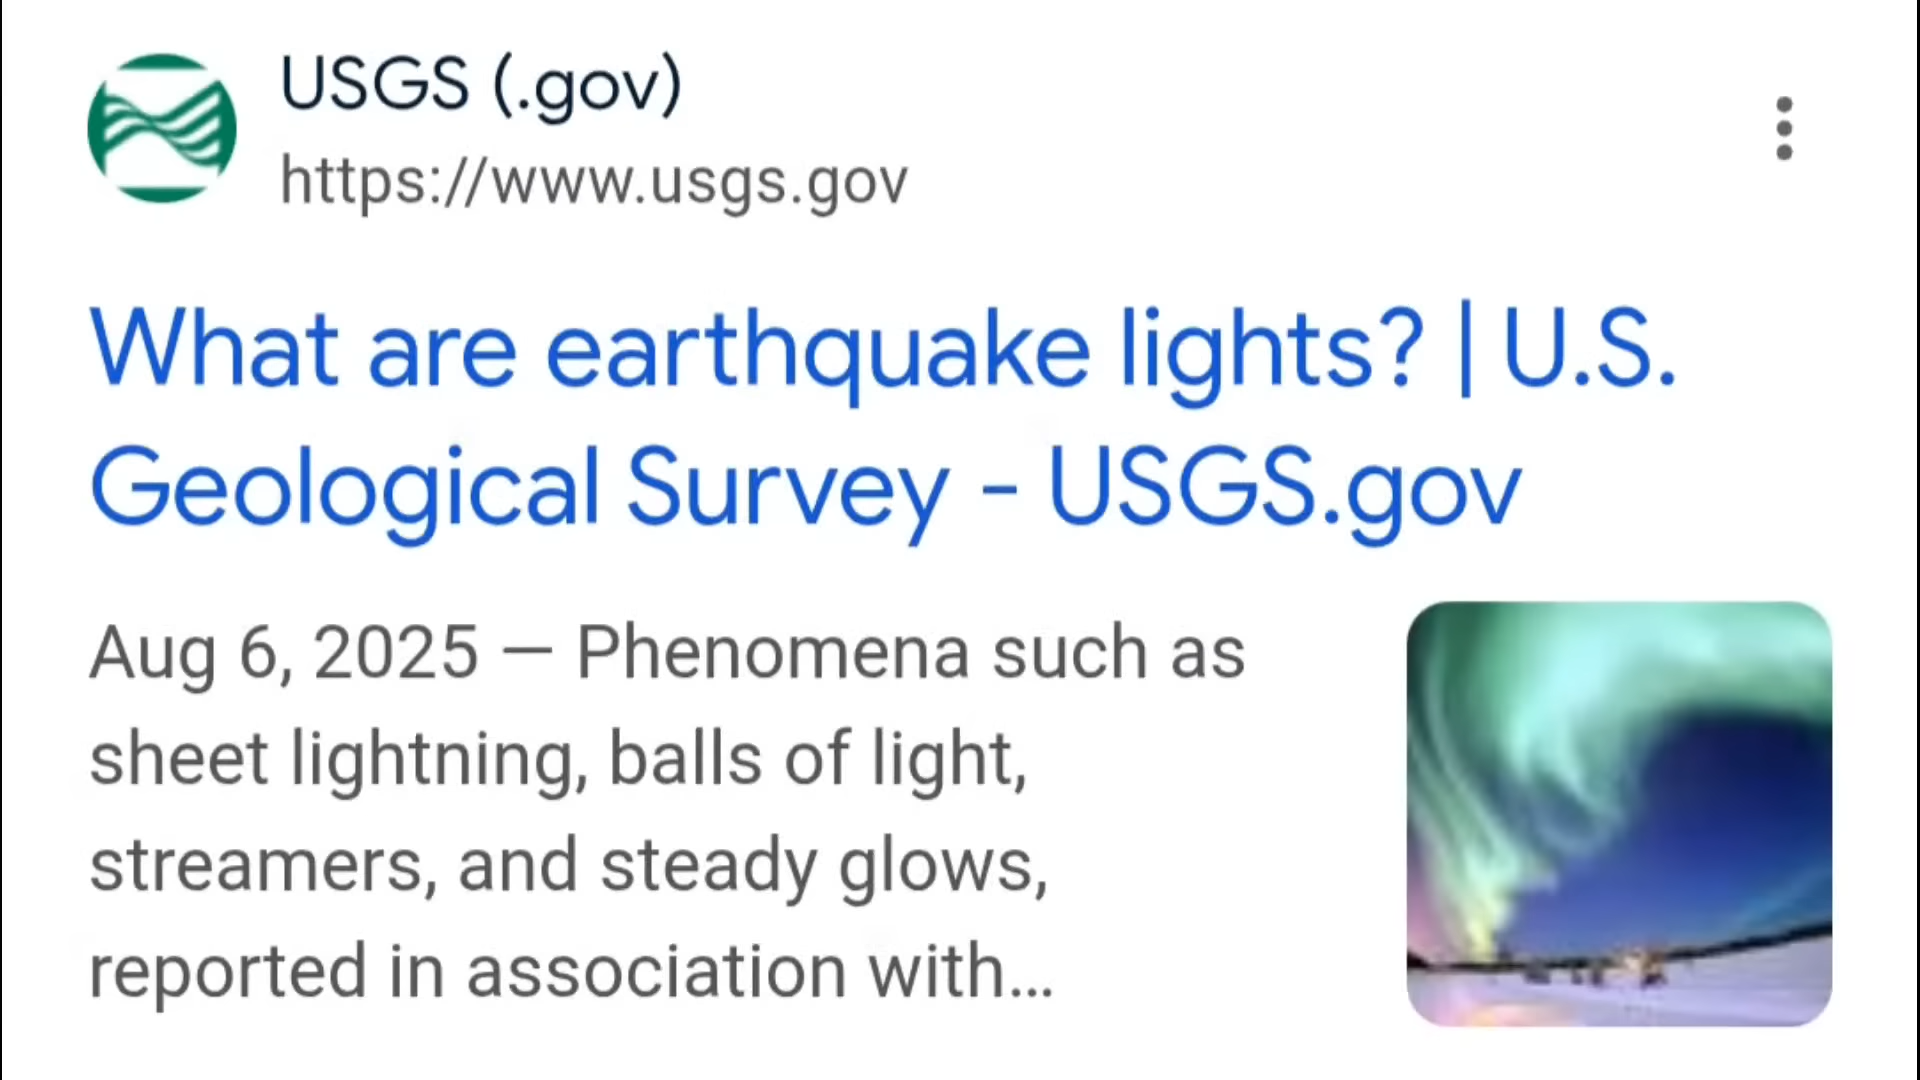 USGS (.gov)
https://www.usgs.gov
What are earthquake lights? | U.S.
Geological Survey - USGS.gov
Aug 6, 2025 — Phenomena such as
sheet lightning, balls of light,
streamers, and steady glows,
reported in association with...